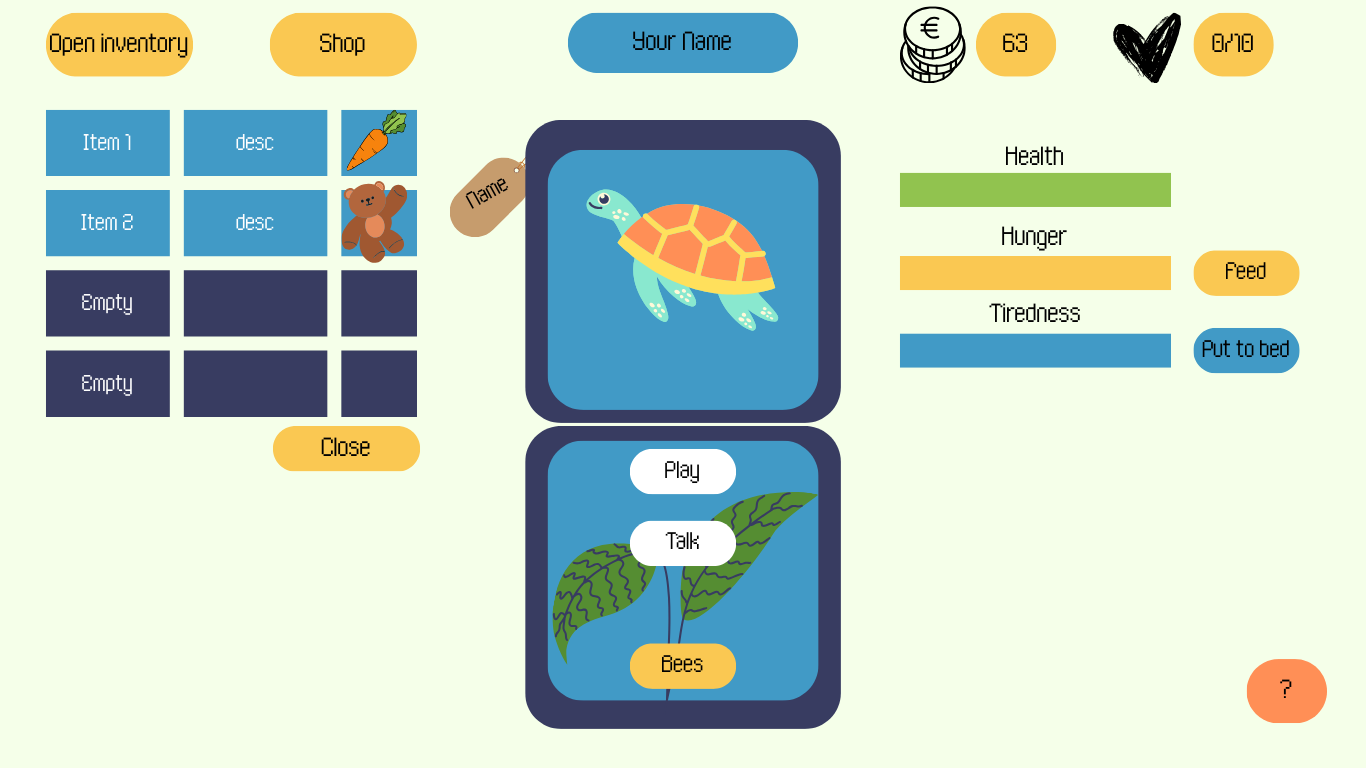 Open inventory
Shop
Your Name
€
63
0/10
Item 1
desc
Item 2
desc
Empty
Empty
Close
Name
Health
Hunger
Feed
Tiredness
Put to bed
Play
Talk
Bees
?